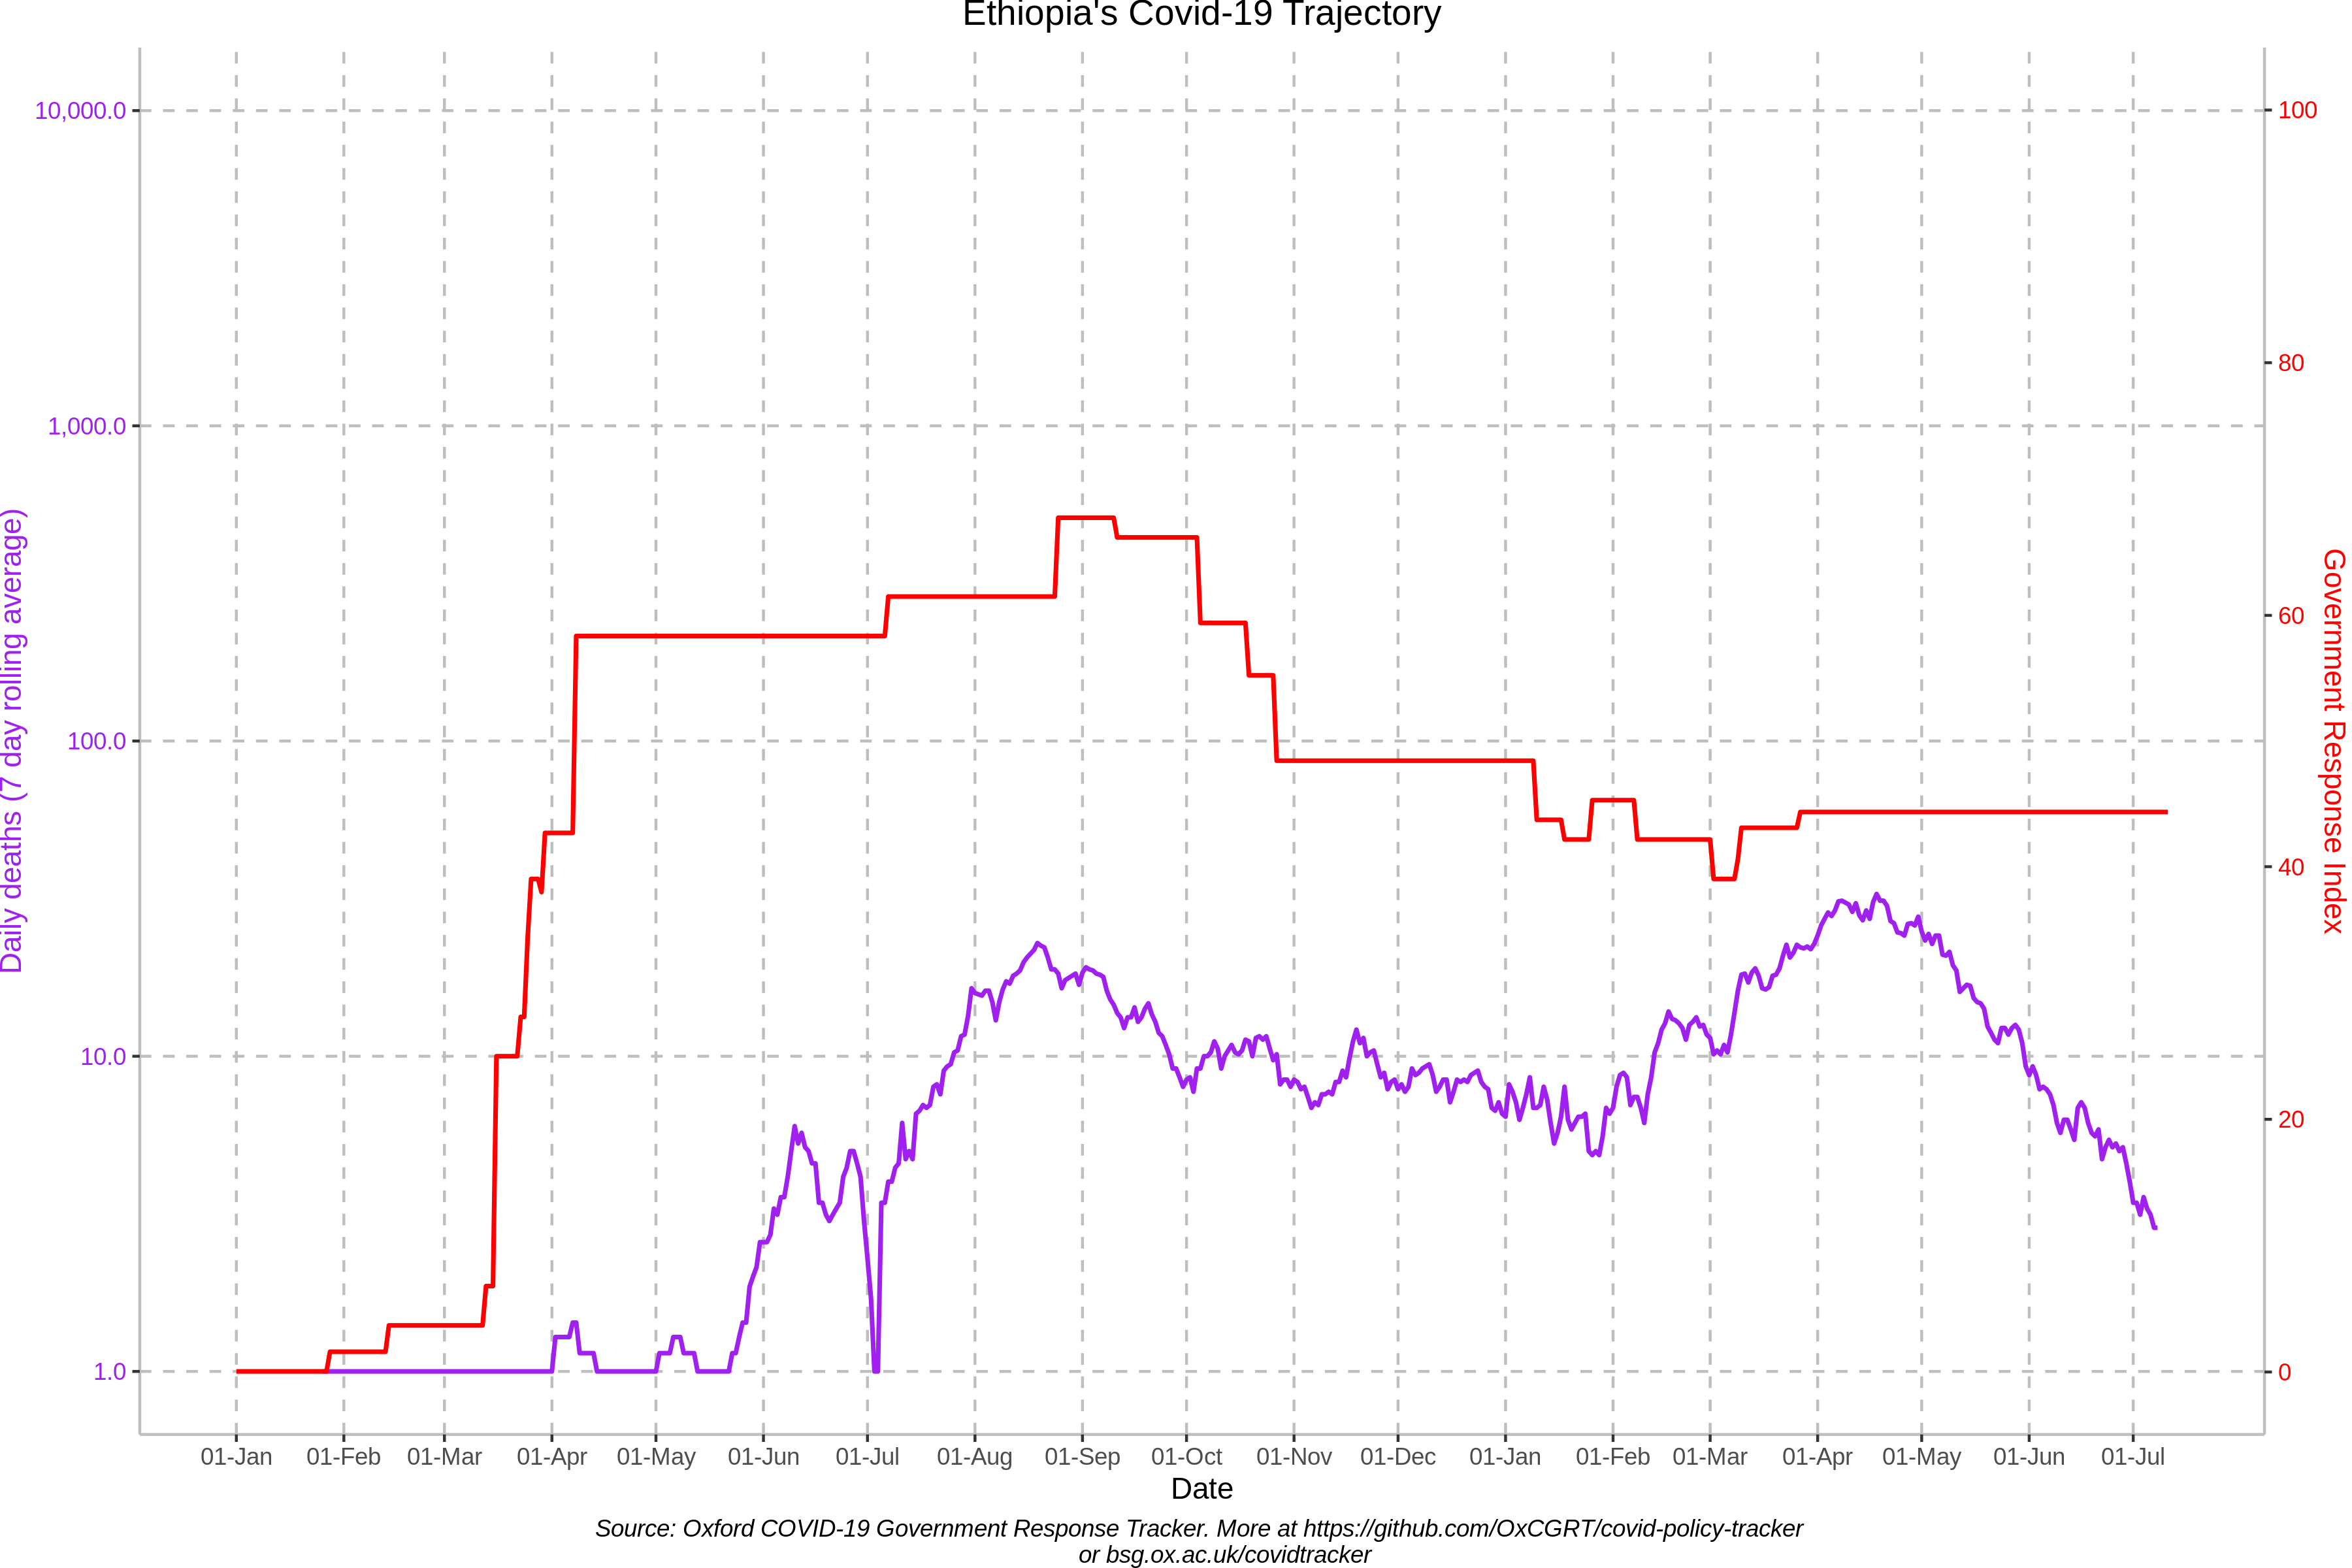 Ethiopia's Covid-19 Trajectory
10,000.0
1,000.0
100.0
10.0
1.0
Daily deaths (7 day rolling average)
100
80
60
40
20
0
Government Response Index
01-Jan 01-Feb 01-Mar 01-Apr 01-May 01-Jun 01-Jul 01-Aug 01-Sep 01-Oct 01-Nov 01-Dec 01-Jan 01-Feb 01-Mar 01-Apr 01-May 01-Jun 01-Jul
Date
Source: Oxford COVID-19 Government Response Tracker. More at https://github.com/OxCGRT/covid-policy-tracker
or bsg.ox.ac.uk/covidtracker